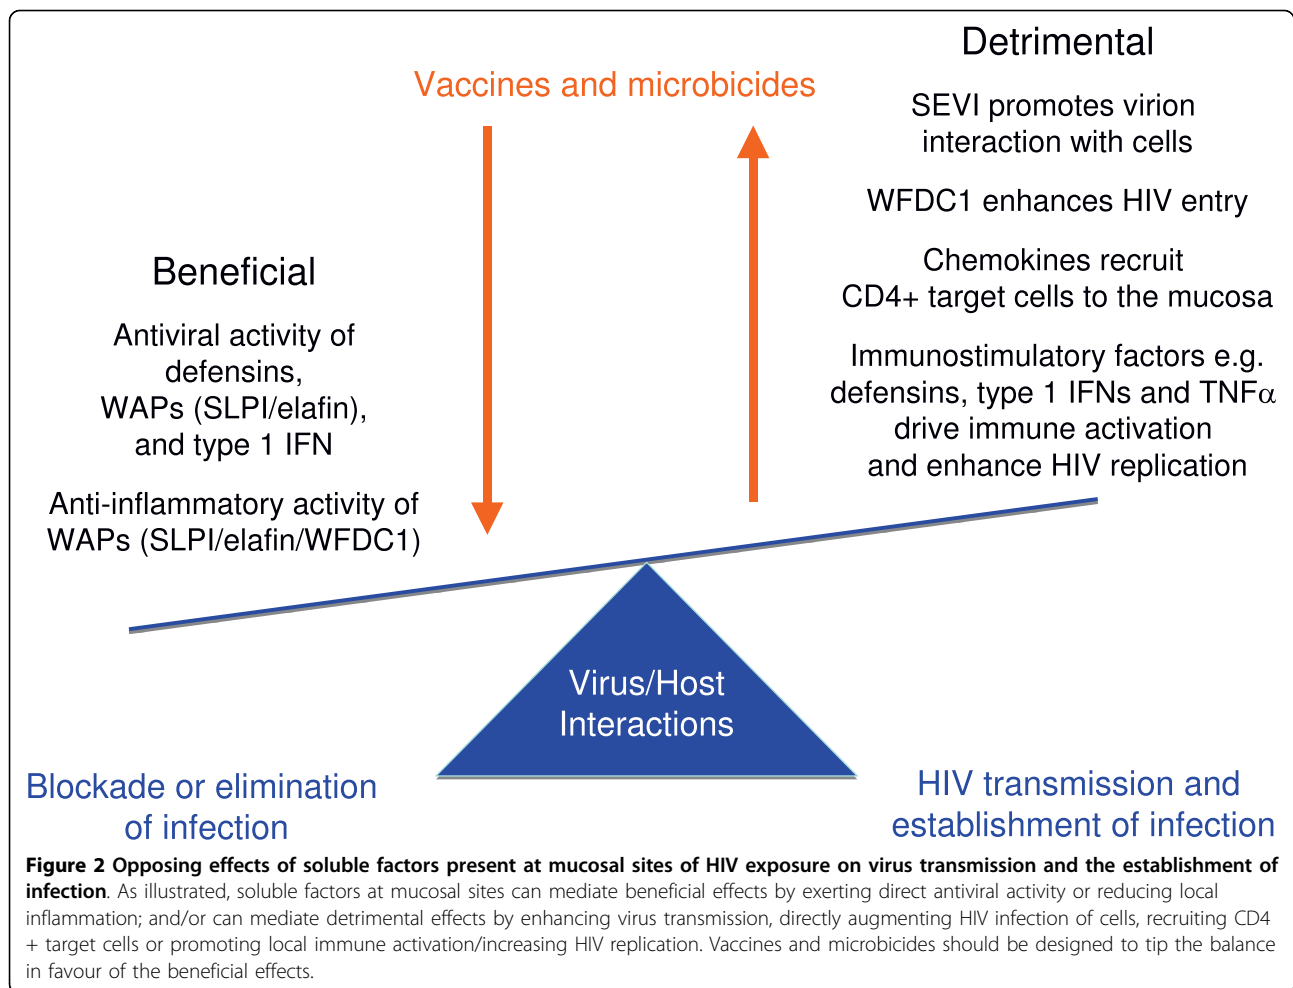 Vaccines and microbicides
Beneficial
Antiviral activity of
defensins,
WAPs (SLPI/elafin),
and type 1 IFN
Anti-inflammatory activity of
WAPs (SLPI/elafin/WFDC1)
Detrimental
SEVI promotes virion
interaction with cells
WFDC1 enhances HIV entry
Chemokines recruit
CD4+ target cells to the mucosa
Immunostimulatory factors e.g.
defensins, type 1 IFNs and TNFα
drive immune activation
and enhance HIV replication
Virus/Host
Interactions
Blockade or elimination
of infection
HIV transmission and
establishment of infection
Figure 2 Opposing effects of soluble factors present at mucosal sites of HIV exposure on virus transmission and the establishment of
infection. As illustrated, soluble factors at mucosal sites can mediate beneficial effects by exerting direct antiviral activity or reducing local
inflammation; and/or can mediate detrimental effects by enhancing virus transmission, directly augmenting HIV infection of cells, recruiting CD4
+ target cells or promoting local immune activation/increasing HIV replication. Vaccines and microbicides should be designed to tip the balance
in favour of the beneficial effects.